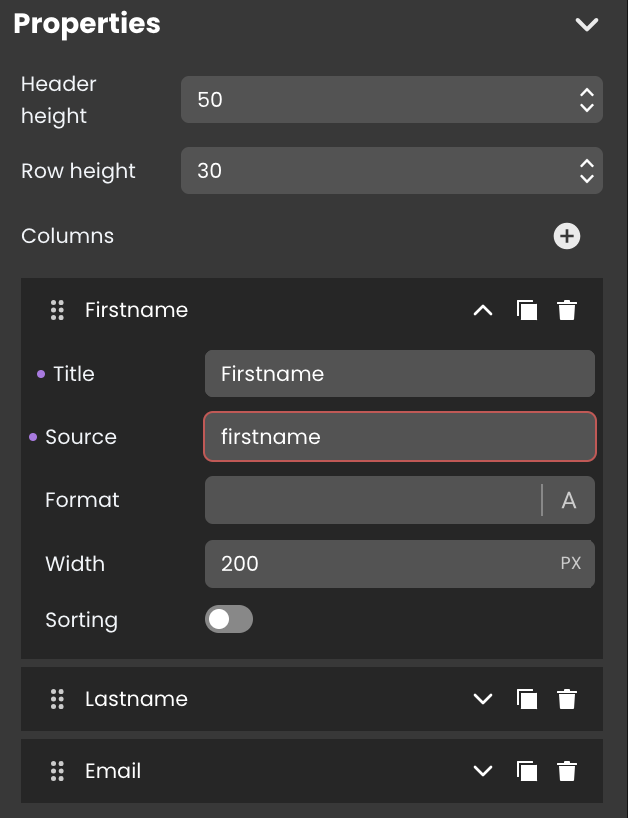 Properties
Header
height
50
Row height
30
Columns
Firstname
Title
Firstname
Source
firstname
Format
A
Width
200
PX
Sorting
Lastname
Email